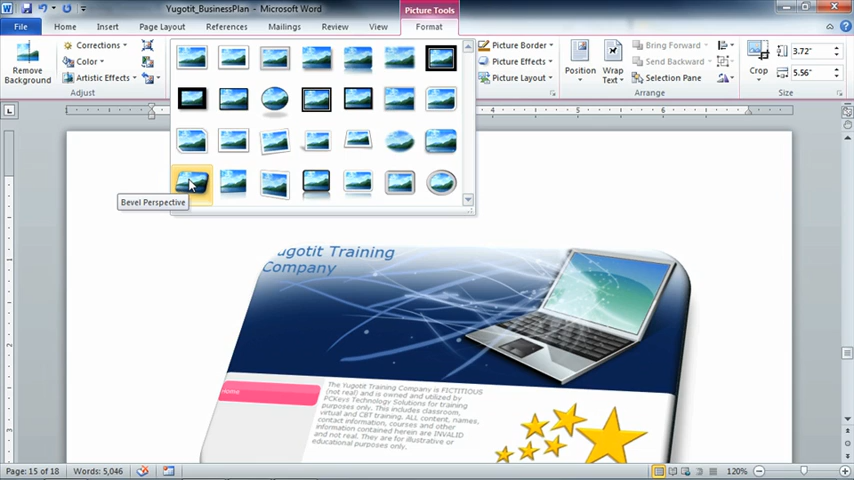 Yugotit_BusinessPlan - Microsoft Word
Picture Tools
File
Home
Insert
Page Layout
References
Mailings
Review
View
Format
Remove
Background
Corrections
Color
Artistic Effects
Adjust
Picture Border
Picture Effects
Picture Layout
Position
Wrap
Text
Bring Forward
Send Backward
Selection Pane
Arrange
Crop
3.72"
5.56"
Size
Bevel Perspective
Yugotit Training
Company
Home
The Yugotit Training Company is FICTITIOUS
(not real) and is owned and utilized by
PCKeys Technology Solutions for training
purposes only. This includes classroom,
virtual and CBT training. ALL content, names,
contact information, courses and other
information contained herein are INVALID
and not real. They are for illustrative or
educational purposes only.
Page: 15 of 18
Words: 5,046
120%